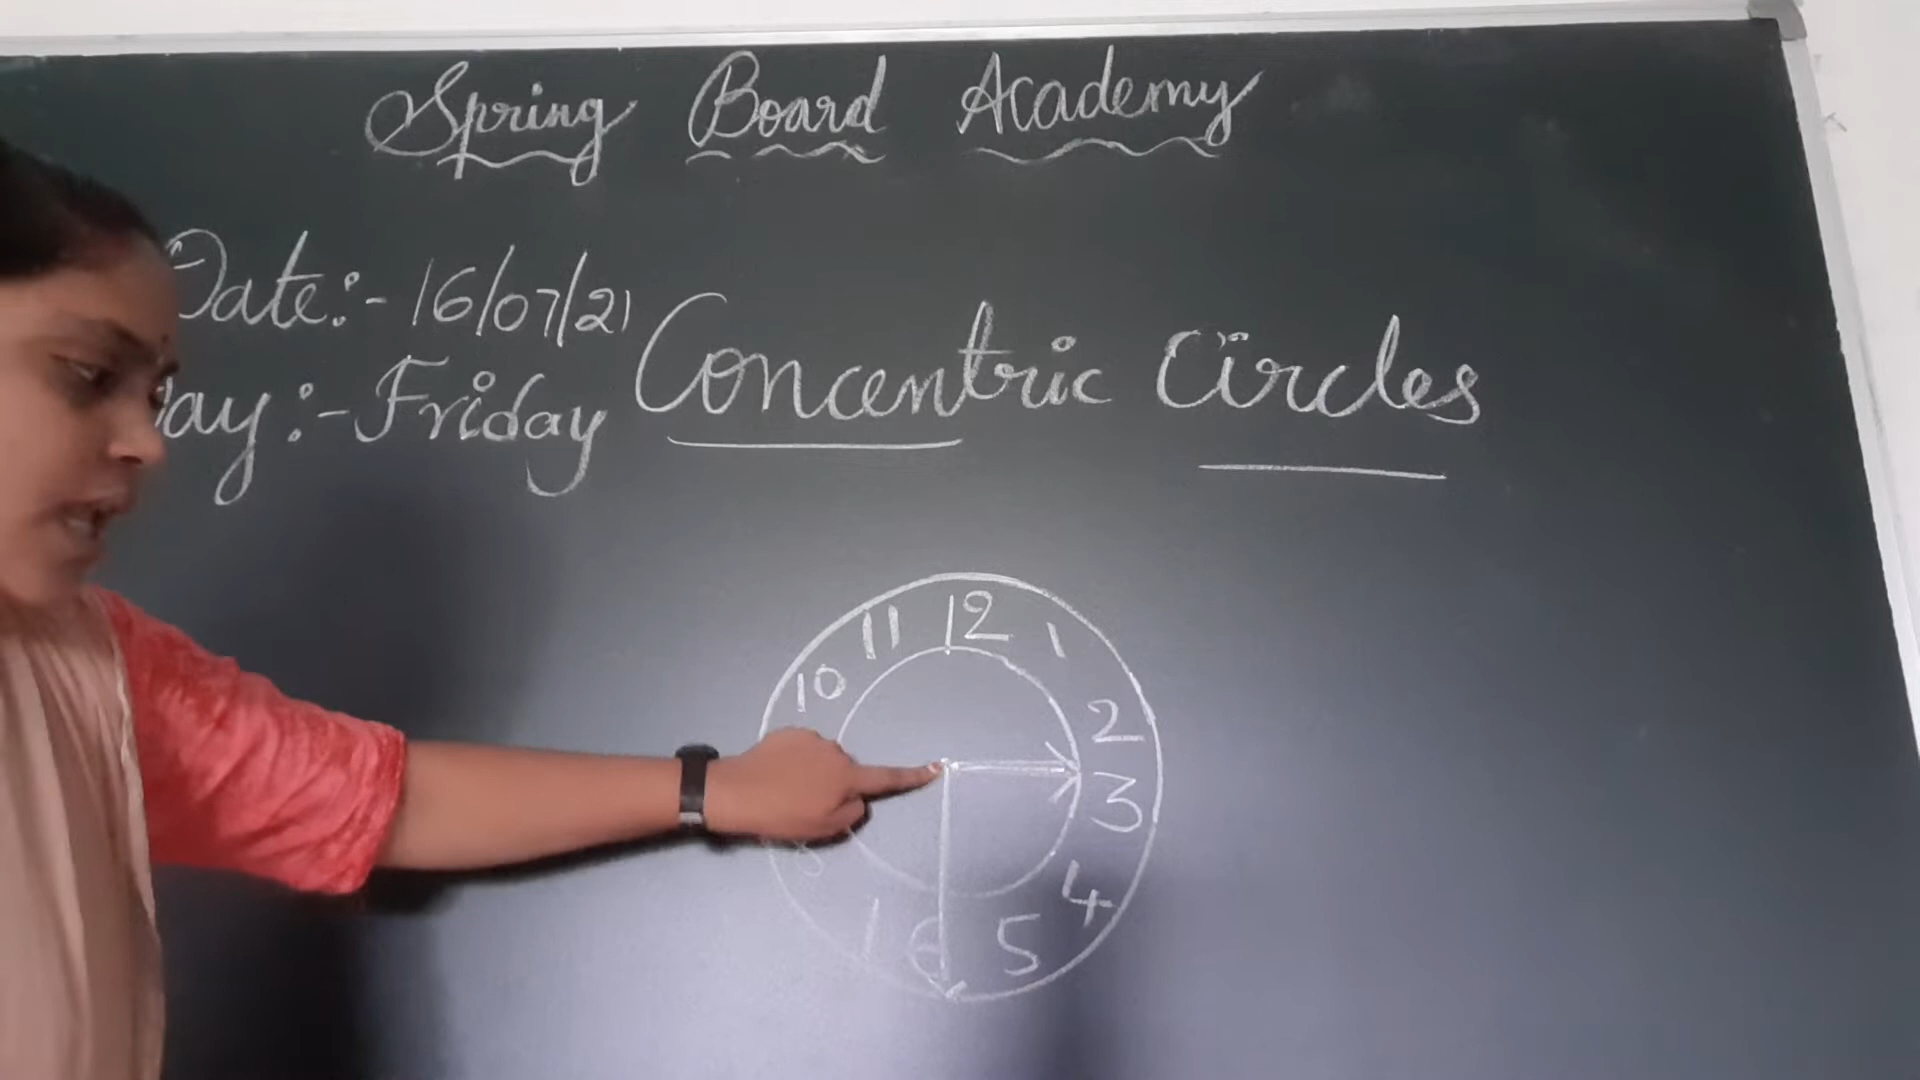 Spring Board Academy
Date:- 16/07/21
Day:- Friday
Concentric Circles
11 12 1
10 2
3
4
6 5